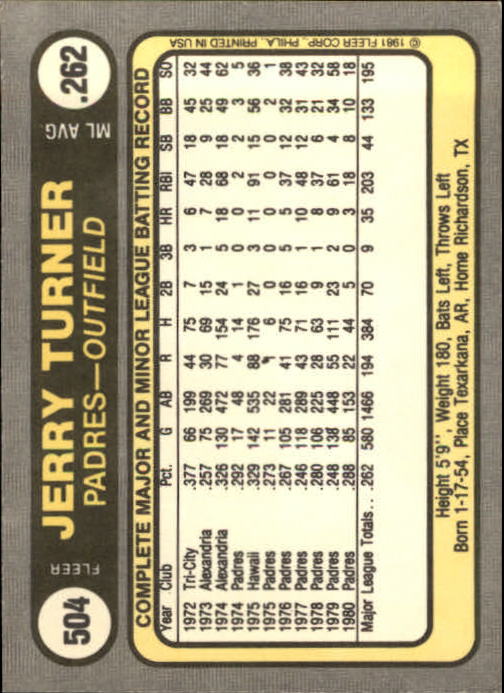 504
FLEER
JERRY TURNER
PADRES—OUTFIELD
ML AVG
.262
COMPLETE MAJOR AND MINOR LEAGUE BATTING RECORD
Year Club Pct. G AB R H 2B 3B HR RBI SB BB SO
1972 Tri-City .377 66 199 44 75 7 3 6 47 18 45 32
1973 Alexandria .257 75 269 30 69 15 1 7 28 9 25 44
1974 Alexandria .326 130 472 77 154 24 5 18 68 18 49 62
1974 Padres .292 17 48 4 14 1 0 0 2 2 3 5
1975 Hawaii .329 142 535 88 176 27 3 11 91 15 56 36
1975 Padres .273 11 22 6 0 0 0 0 0 2 1
1976 Padres .267 105 281 41 75 16 5 5 37 12 32 38
1977 Padres .246 118 289 43 71 16 1 10 48 12 31 43
1978 Padres .280 106 225 28 63 9 1 8 37 6 21 32
1979 Padres .248 138 448 55 111 23 2 9 61 4 34 58
1980 Padres .288 85 153 22 44 5 0 3 18 8 10 18
Major League Totals... .262 580 1466 194 384 70 9 35 203 44 133 195
Height 5'9", Weight 180, Bats Left, Throws Left
Born 1-17-54, Place Texarkana, AR, Home Richardson, TX
© 1981 FLEER CORP., PHILA., PRINTED IN USA